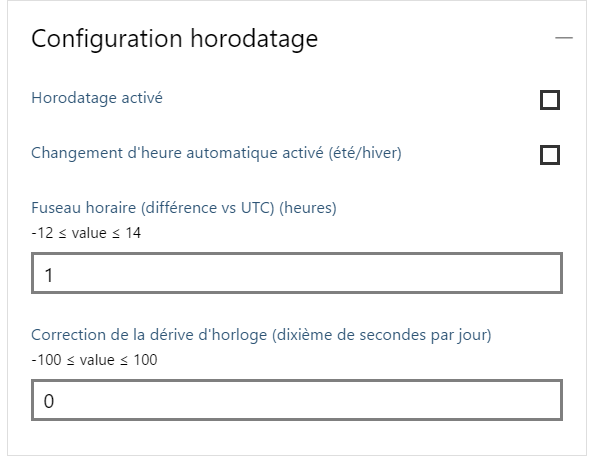 Configuration horodatage
Horodatage activé
Changement d'heure automatique activé (été/hiver)
Fuseau horaire (différence vs UTC) (heures)
-12 ≤ value ≤ 14
1
Correction de la dérive d'horloge (dixième de secondes par jour)
-100 ≤ value ≤ 100
0